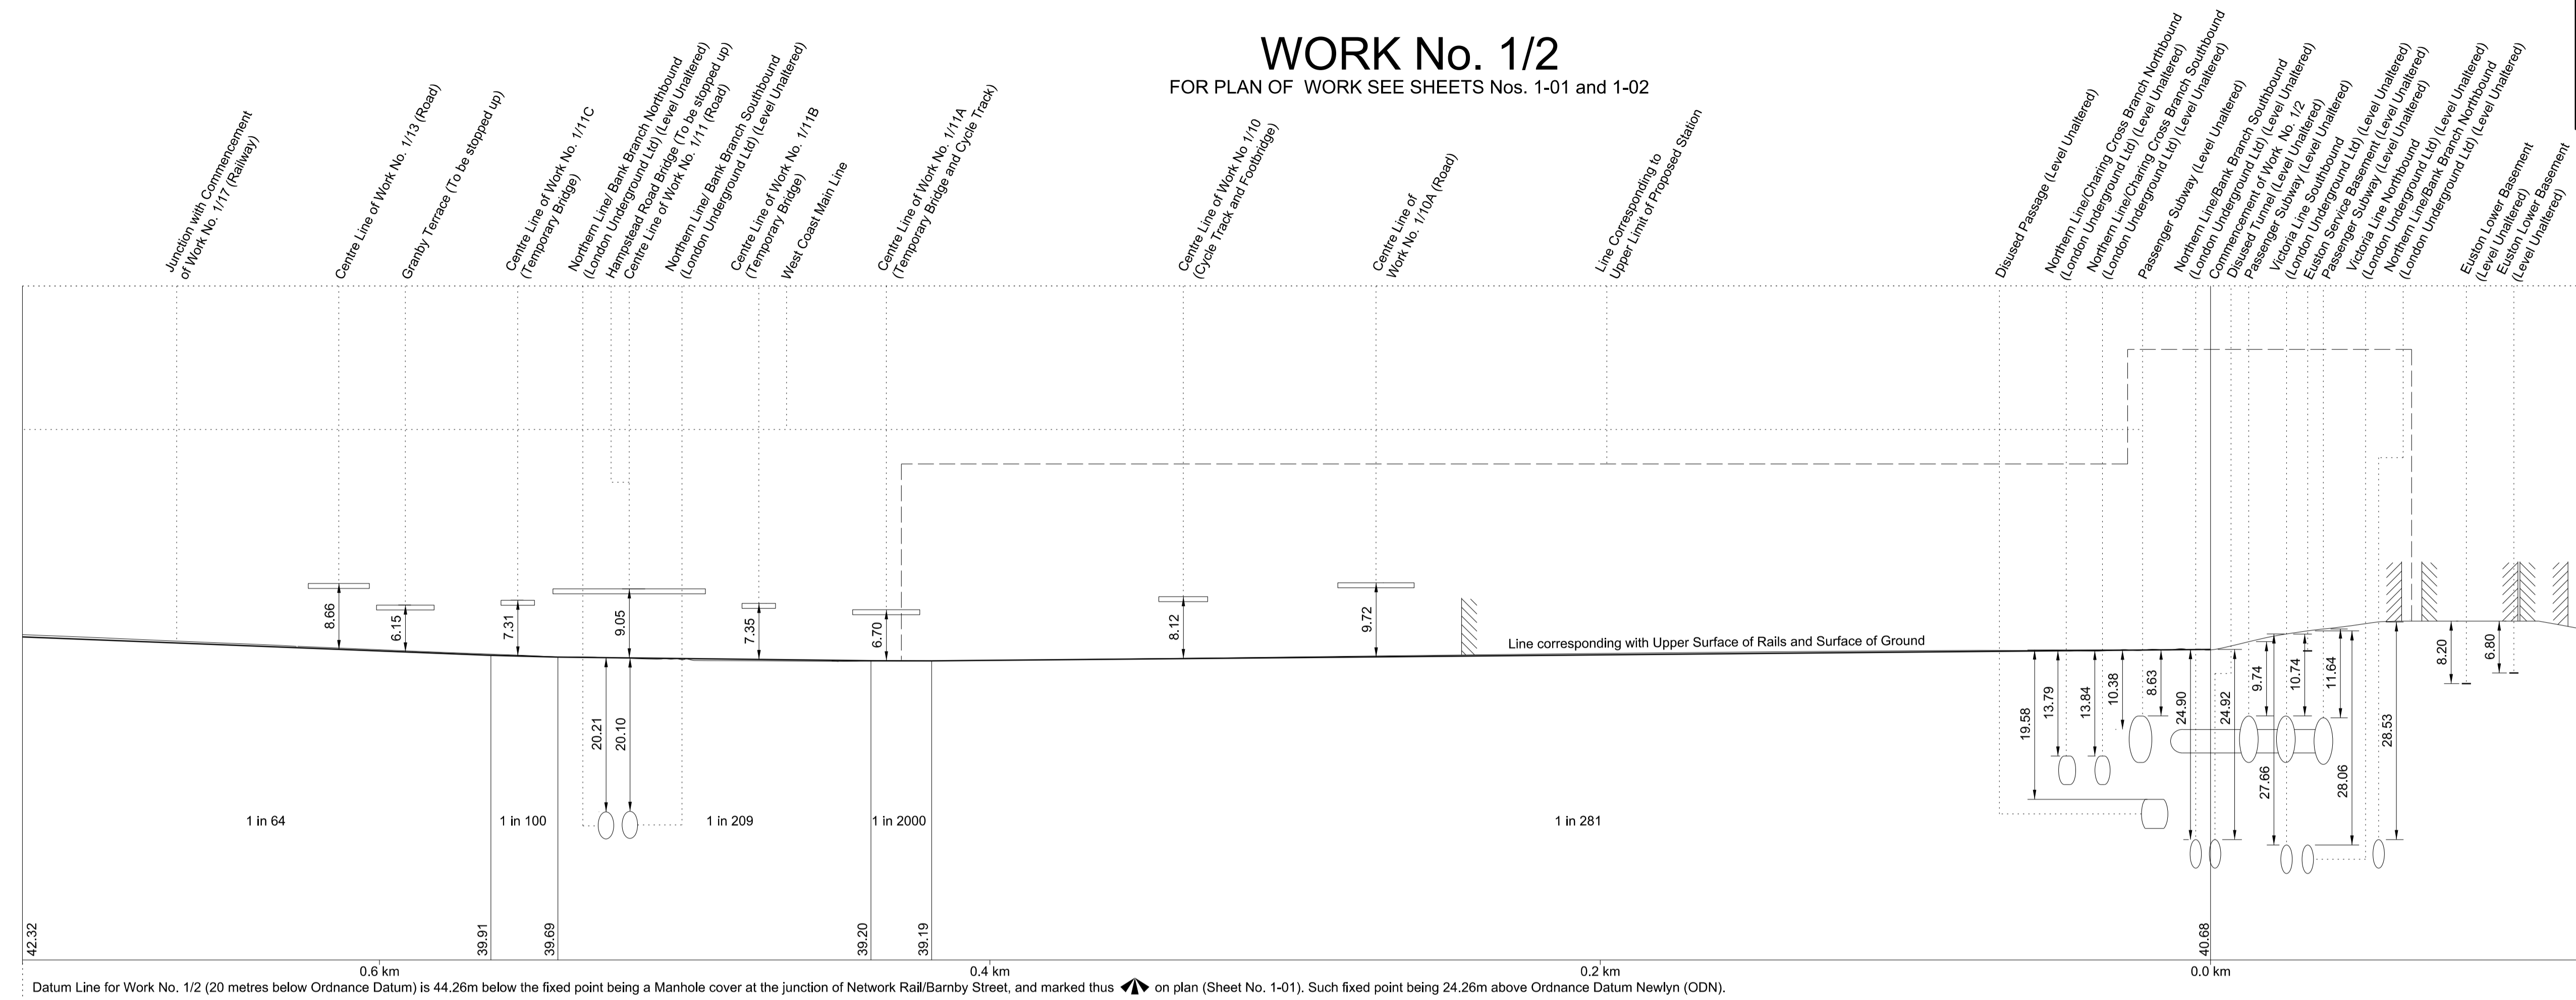 WORK No. 1/2
FOR PLAN OF WORK SEE SHEETS Nos. 1-01 and 1-02
Junction with Commencement
of Work No. 1/17 (Railway)
Centre Line of Work No. 1/13 (Road)
Granby Terrace (To be stopped up)
Centre Line of Work No. 1/11C
(Temporary Bridge)
Northern Line/ Bank Branch Northbound
(London Underground Ltd) (Level Unaltered)
Hampstead Road Bridge (To be stopped up)
Centre Line of Work No. 1/11 (Road)
Northern Line/ Bank Branch Southbound
(London Underground Ltd) (Level Unaltered)
Centre Line of Work No. 1/11B
(Temporary Bridge)
West Coast Main Line
Centre Line of Work No. 1/11A
(Temporary Bridge and Cycle Track)
Centre Line of Work No 1/10
(Cycle Track and Footbridge)
Centre Line of
Work No. 1/10A (Road)
Line Corresponding to
Upper Limit of Proposed Station
Disused Passage (Level Unaltered)
Northern Line/Charing Cross Branch Northbound
(London Underground Ltd) (Level Unaltered)
Northern Line/Charing Cross Branch Southbound
(London Underground Ltd) (Level Unaltered)
Passenger Subway (Level Unaltered)
Northern Line/Bank Branch Southbound
(London Underground Ltd) (Level Unaltered)
Commencement of Work No. 1/2
Disused Tunnel (Level Unaltered)
Passenger Subway (Level Unaltered)
Victoria Line Southbound
(London Underground Ltd) (Level Unaltered)
Euston Service Basement (Level Unaltered)
Passenger Subway (Level Unaltered)
Victoria Line Northbound
(London Underground Ltd) (Level Unaltered)
Northern Line/Bank Branch Northbound
(London Underground Ltd) (Level Unaltered)
Euston Lower Basement
(Level Unaltered)
Euston Lower Basement
(Level Unaltered)
8.66
6.15
7.31
9.05
7.35
6.70
8.12
9.72
Line corresponding with Upper Surface of Rails and Surface of Ground
20.21
20.10
19.58
13.79
13.84
10.38
8.63
24.90
24.92
9.74
27.66
10.74
11.64
28.06
28.53
8.20
6.80
1 in 64
1 in 100
1 in 209
1 in 2000
1 in 281
42.32
39.91
39.69
39.20
39.19
40.68
0.6 km
0.4 km
0.2 km
0.0 km
Datum Line for Work No. 1/2 (20 metres below Ordnance Datum) is 44.26m below the fixed point being a Manhole cover at the junction of Network Rail/Barnby Street, and marked thus on plan (Sheet No. 1-01). Such fixed point being 24.26m above Ordnance Datum Newlyn (ODN).